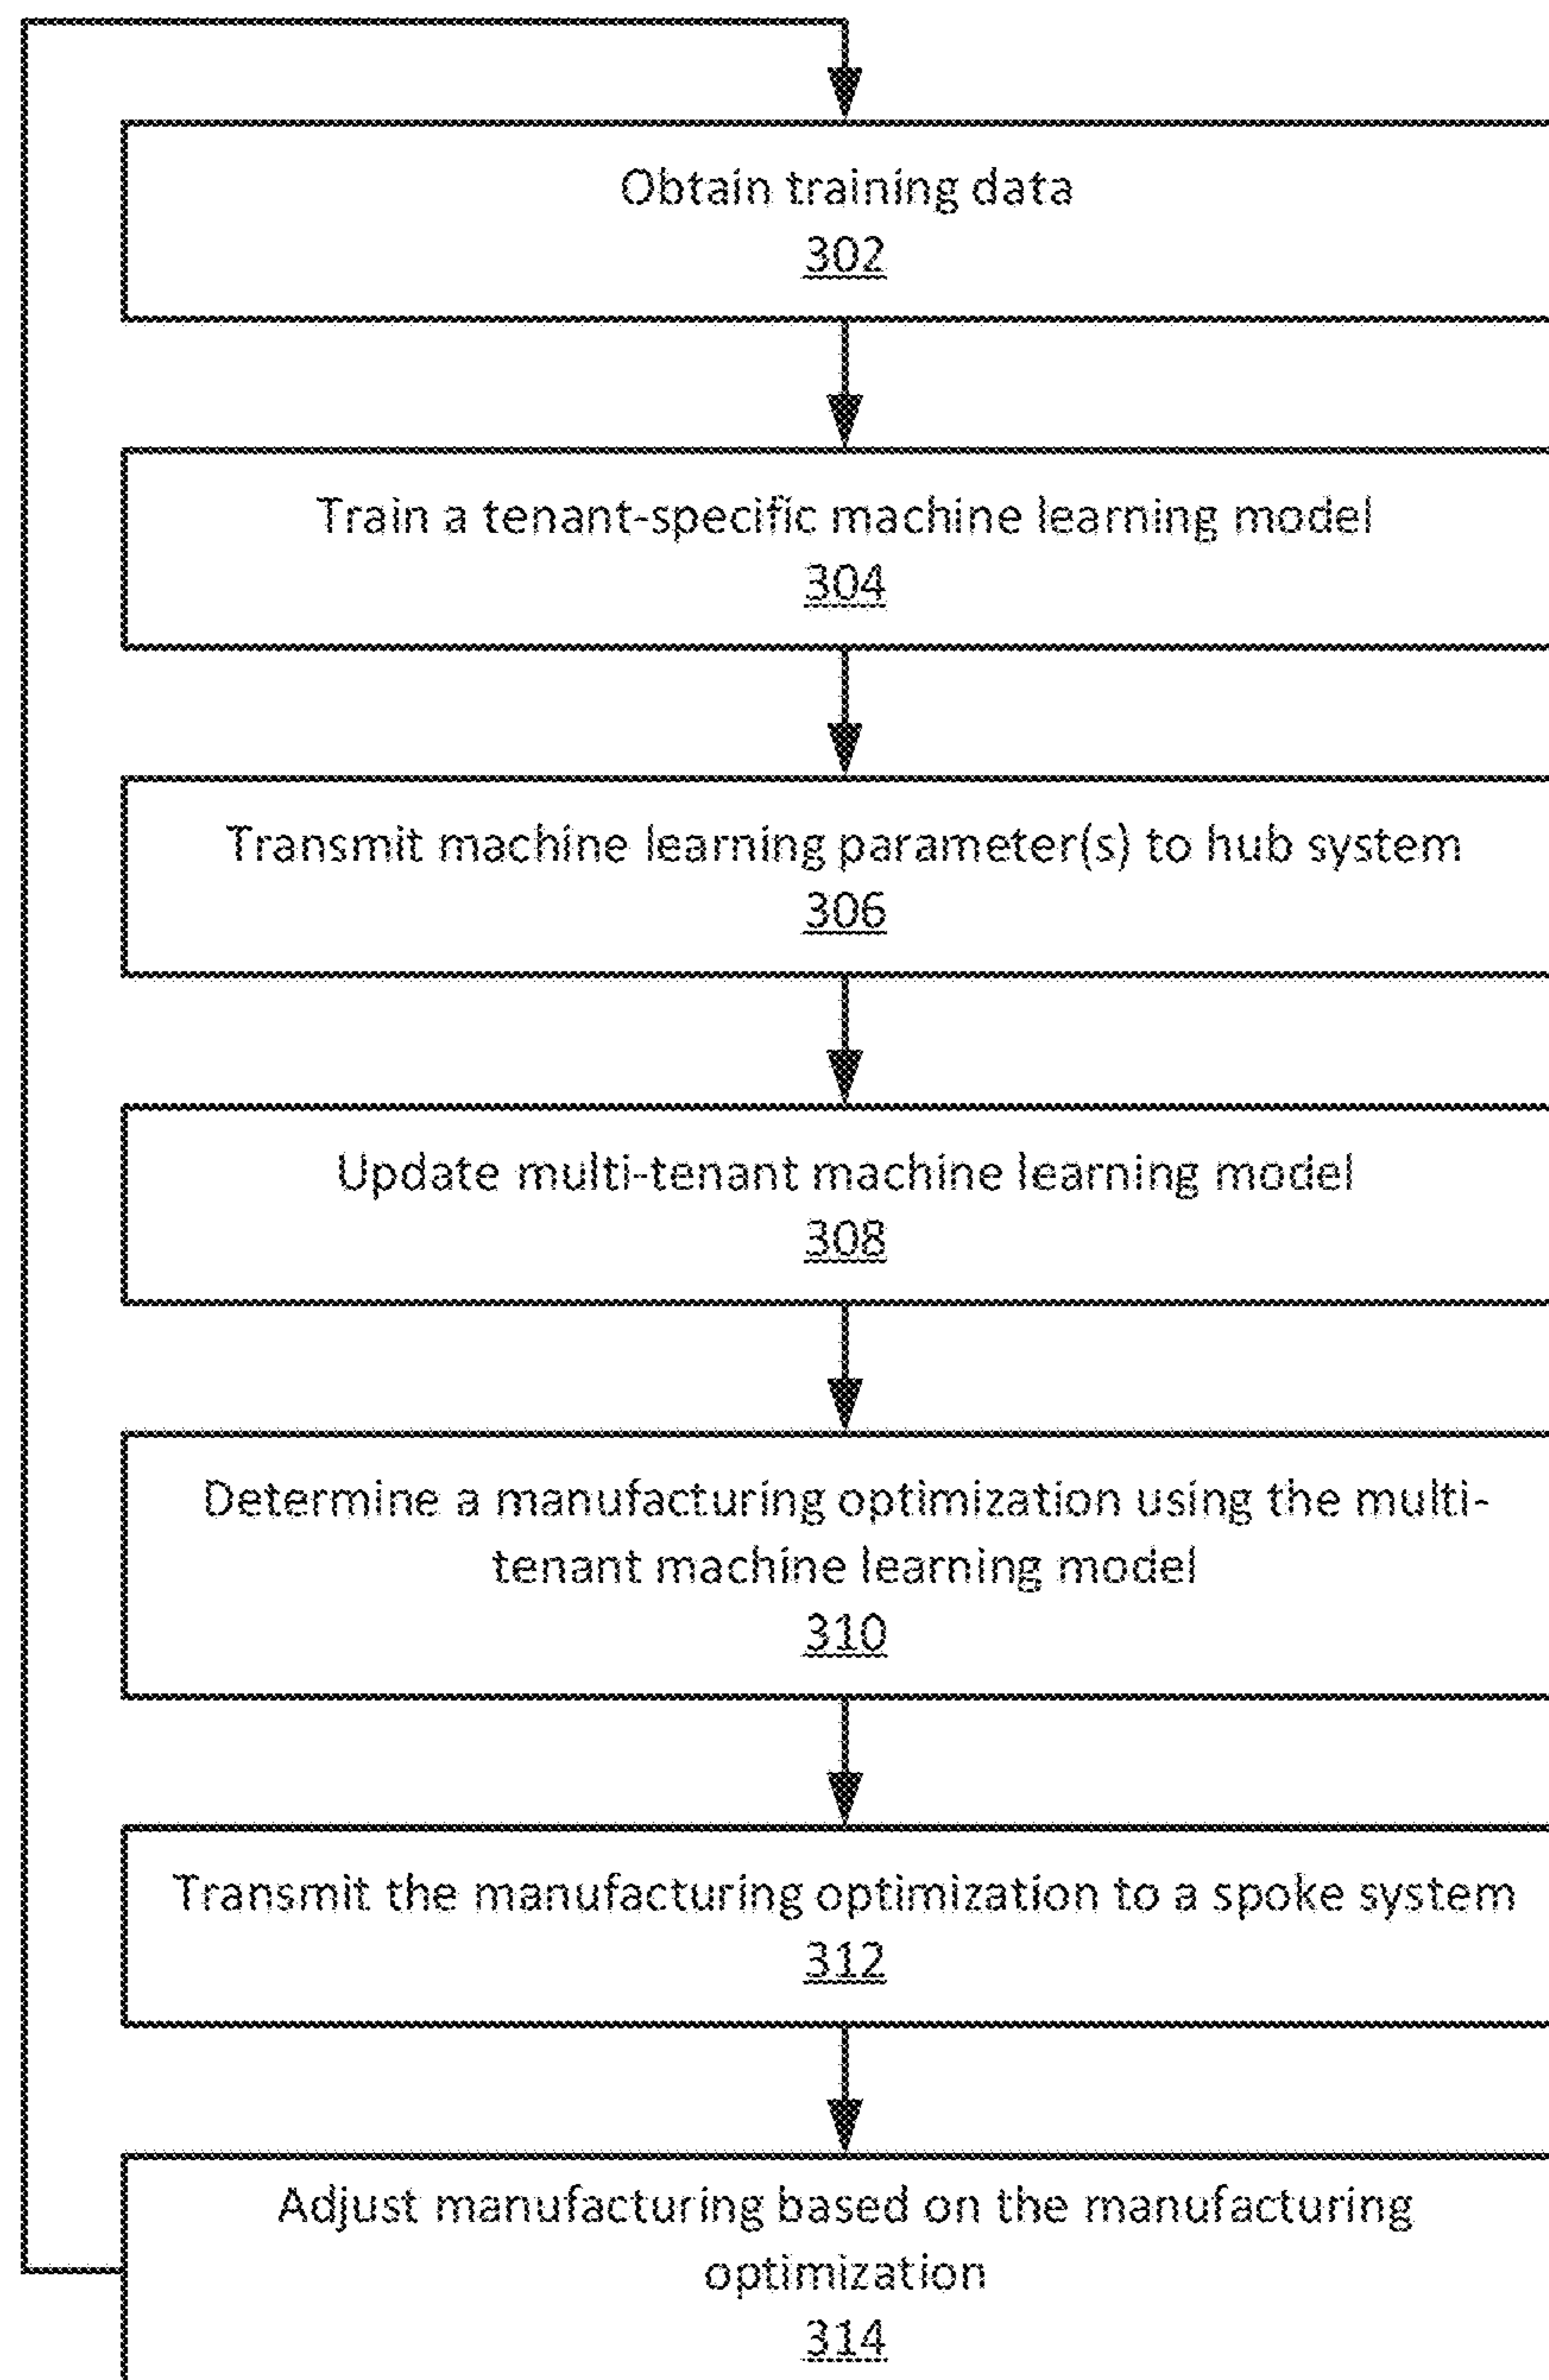 Obtain training data
302
Train a tenant-specific machine learning model
304
Transmit machine learning parameter(s) to hub system
306
Update multi-tenant machine learning model
308
Determine a manufacturing optimization using the multi-
tenant machine learning model
310
Transmit the manufacturing optimization to a spoke system
312
Adjust manufacturing based on the manufacturing
optimization
314